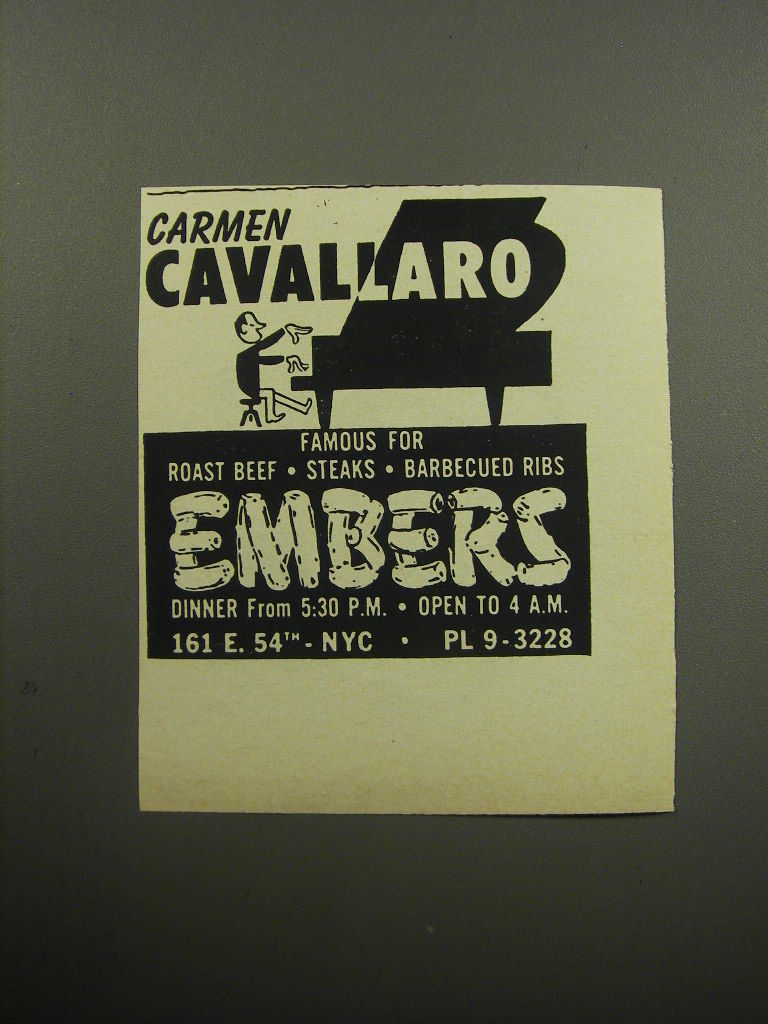 CARMEN
CAVALLARO
FAMOUS FOR
ROAST BEEF • STEAKS • BARBECUED RIBS
EMBERS
DINNER From 5:30 P.M. • OPEN TO 4 A.M.
161 E. 54TH - NYC • PL 9-3228